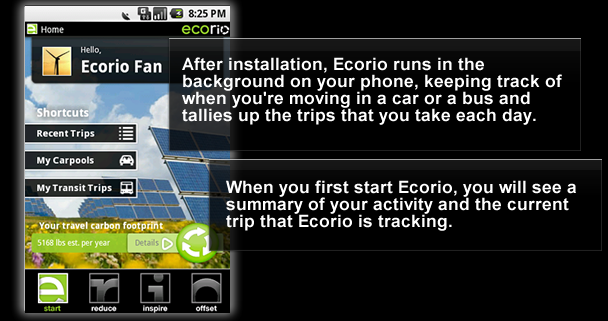 8:25 PM
Home
ecorio
Hello,
Ecorio Fan
After installation, Ecorio runs in the
background on your phone, keeping track of
when you're moving in a car or a bus and
tallies up the trips that you take each day.
Shortcuts
Recent Trips
My Carpools
My Transit Trips
When you first start Ecorio, you will see a
summary of your activity and the current
trip that Ecorio is tracking.
Your travel carbon footprint
5168 lbs est. per year
Details
e r i o
start reduce inspire offset